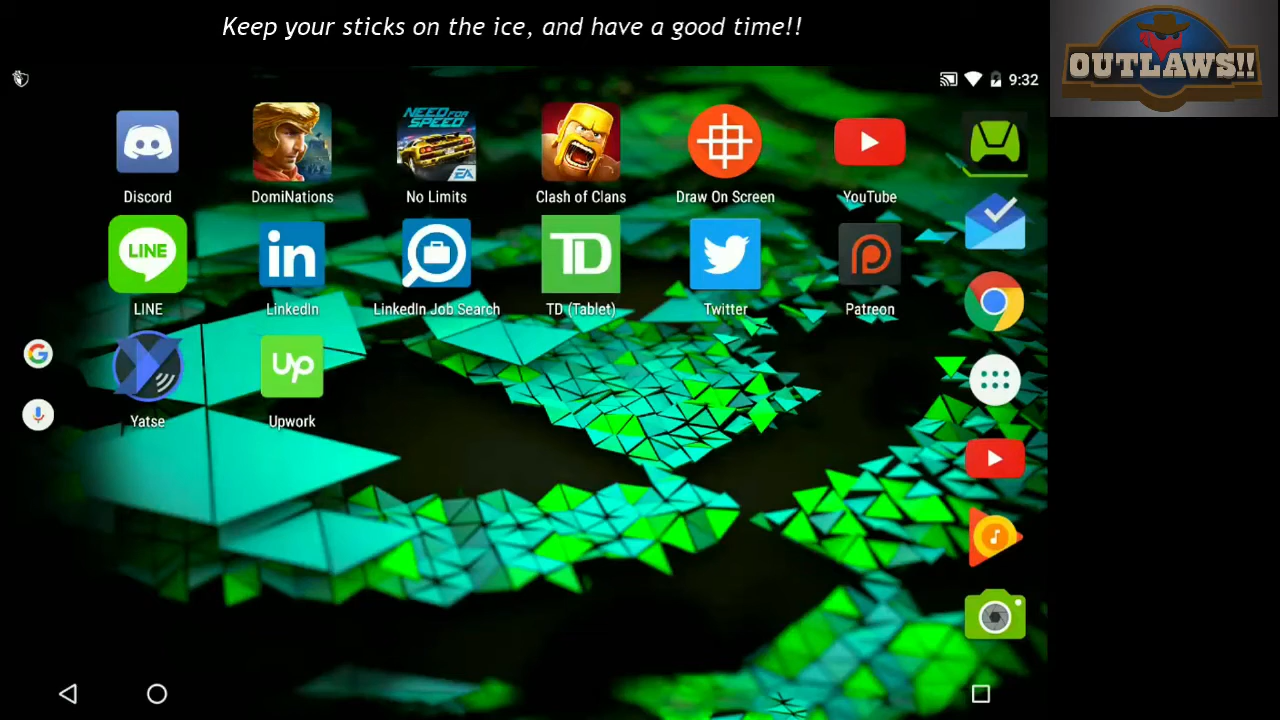 Keep your sticks on the ice, and have a good time!!
OUTLAWS!!
9:32
NEED FOR
SPEED
EA
Discord
DomiNations
No Limits
Clash of Clans
Draw On Screen
YouTube
LINE
in
TD
LINE
LinkedIn
LinkedIn Job Search
TD (Tablet)
Twitter
Patreon
G
Up
Yatse
Upwork